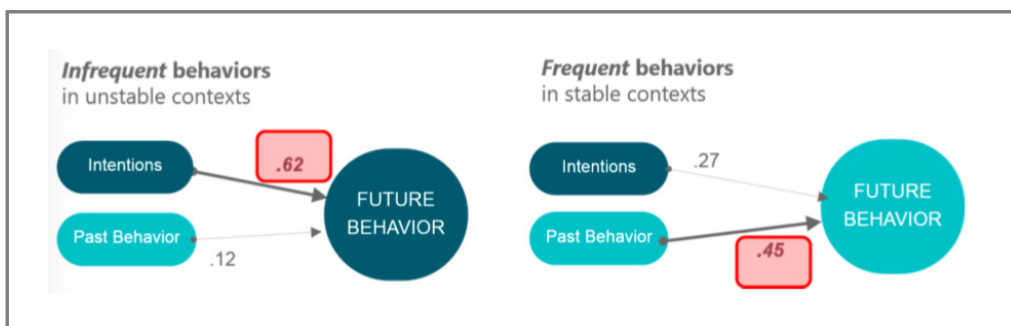 Infrequent behaviors
in unstable contexts
Intentions
.62
Past Behavior
.12
FUTURE
BEHAVIOR
Frequent behaviors
in stable contexts
Intentions
.27
Past Behavior
.45
FUTURE
BEHAVIOR